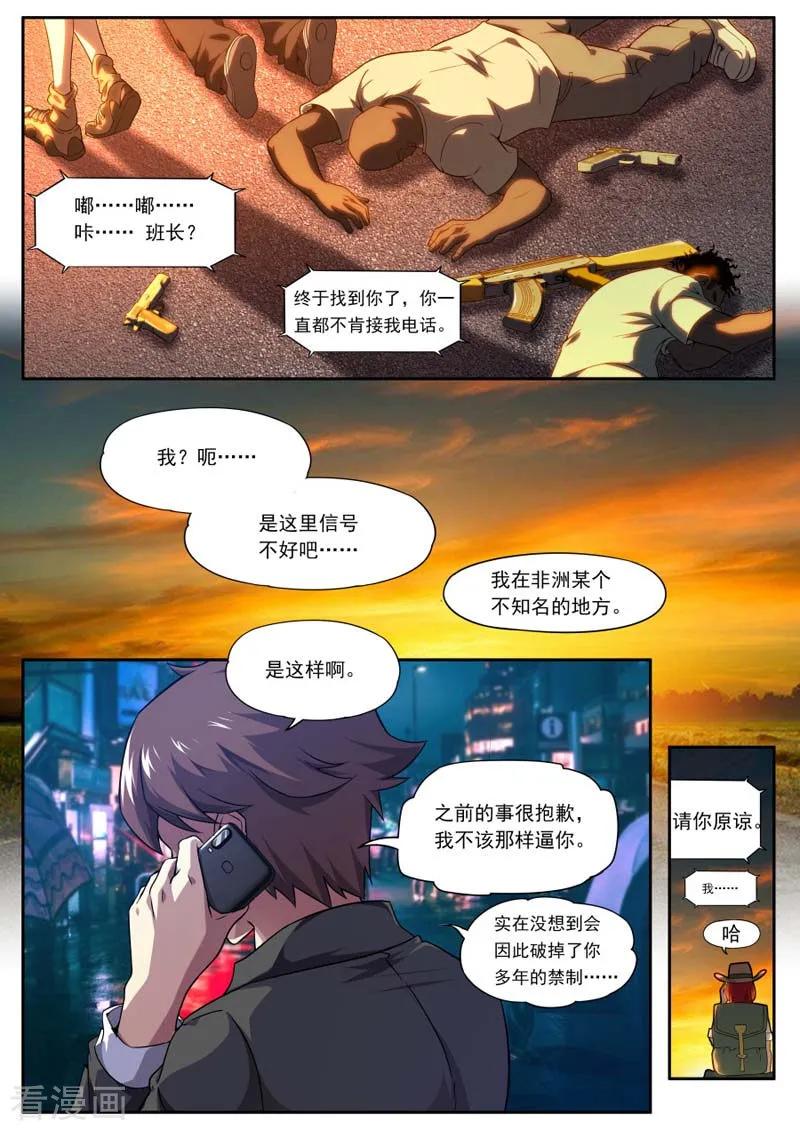 嘟……嘟……
咔…… 班长？
终于找到你了，你一
直都不肯接我电话。
我？呃……
是这里信号
不好吧……
我在非洲某个
不知名的地方。
是这样啊。
之前的事很抱歉，
我不该那样逼你。
实在没想到会
因此破掉了你
多年的禁制……
请你原谅。
我……
哈
看漫画